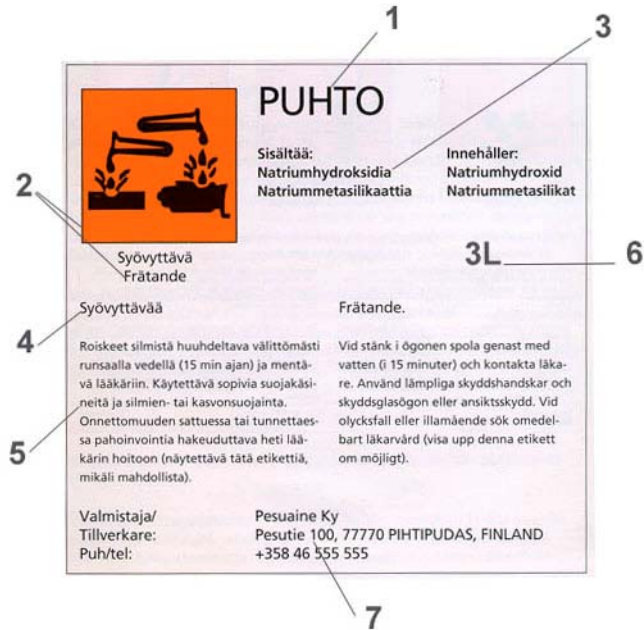 1
3
PUHTO
Sisältää:
Natriumhydroksidia
Natriummetasilikaattia
Innehåller:
Natriumhydroxid
Natriummetasilikat
2
Syövyttävä
Frätande
3L
6
4
Syövyttävää
Roiskeet silmistä huuhdeltava välittömästi
runsaalla vedellä (15 min ajan) ja mentä-
vä lääkäriin. Käytettävä sopivia suojakäsi-
neitä ja silmien- tai kasvonsuojainta.
Onnettomuuden sattuessa tai tunnettaes-
sa pahoinvointia hakeuduttava heti lää-
kärin hoitoon (näytettävä tätä etikettiä,
mikäli mahdollista).
5
Frätande.
Vid stänk i ögonen spola genast med
vatten (i 15 minuter) och kontakta läka-
re. Använd lämpliga skyddshandskar och
skyddsglasögon eller ansiktsskydd. Vid
olycksfall eller illamående sök omedel-
bart läkarvård (visa upp denna etikett
om möjligt).
Valmistaja/ Pesuaine Ky
Tillverkare: Pesutie 100, 77770 PIHTIPUDAS, FINLAND
Puh/tel: +358 46 555 555
7